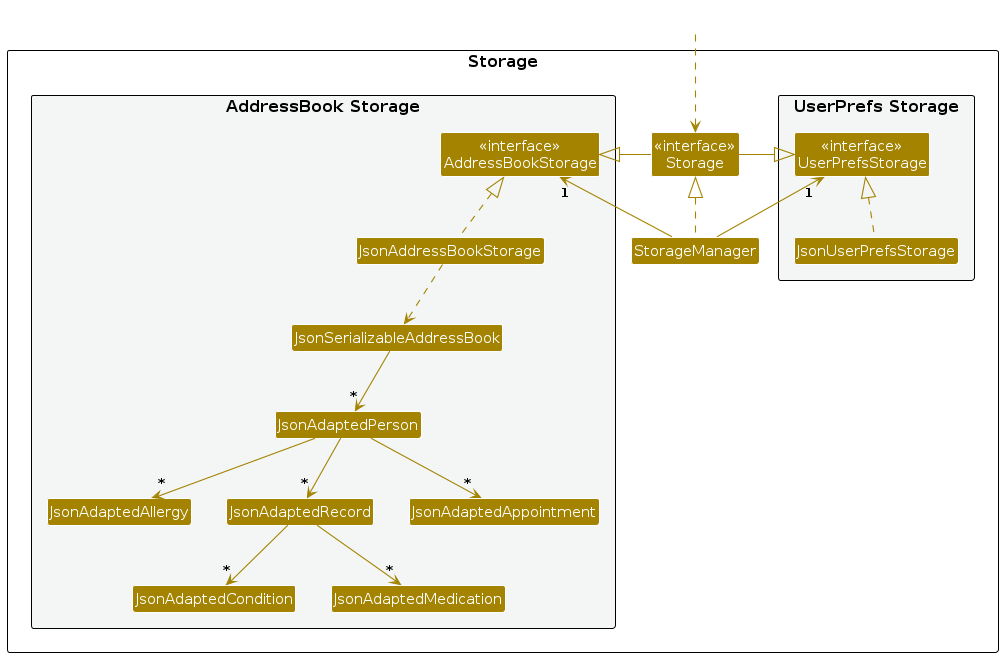 Storage
AddressBook Storage
UserPrefs Storage
«interface»
AddressBookStorage
«interface»
Storage
«interface»
UserPrefsStorage
1
1
JsonAddressBookStorage
StorageManager
JsonUserPrefsStorage
JsonSerializableAddressBook
*
JsonAdaptedPerson
*
*
*
JsonAdaptedAllergy
JsonAdaptedRecord
JsonAdaptedAppointment
*
*
JsonAdaptedCondition
JsonAdaptedMedication